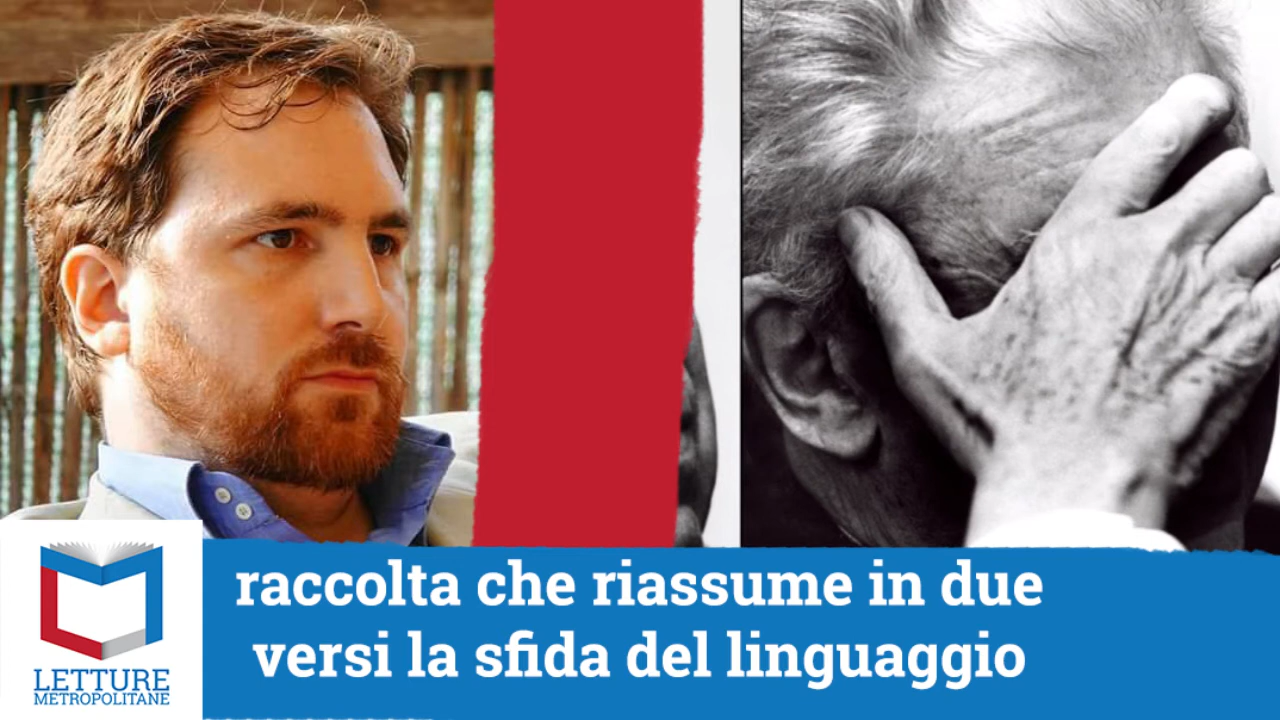 raccolta che riassume in due
versi la sfida del linguaggio
LETTURE
METROPOLITANE